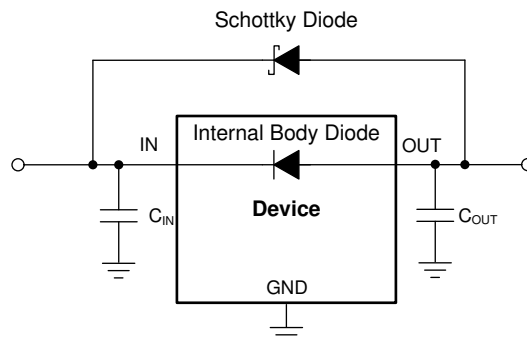 Schottky Diode
Internal Body Diode
IN
OUT
C_IN
Device
C_OUT
GND